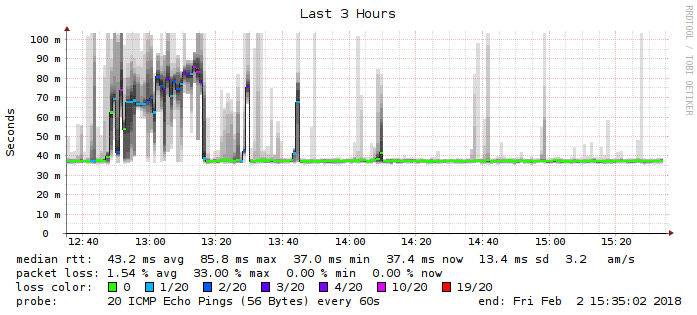 Last 3 Hours
RRDTOOL / TOBI OETIKER
Seconds
100 m
90 m
80 m
70 m
60 m
50 m
40 m
30 m
20 m
10 m
0
12:40 13:00 13:20 13:40 14:00 14:20 14:40 15:00 15:20
median rtt: 43.2 ms avg 85.8 ms max 37.0 ms min 37.4 ms now 13.4 ms sd 3.2 am/s
packet loss: 1.54 % avg 33.00 % max 0.00 % min 0.00 % now
loss color: 0 1/20 2/20 3/20 4/20 10/20 19/20
probe: 20 ICMP Echo Pings (56 Bytes) every 60s end: Fri Feb 2 15:35:02 2018